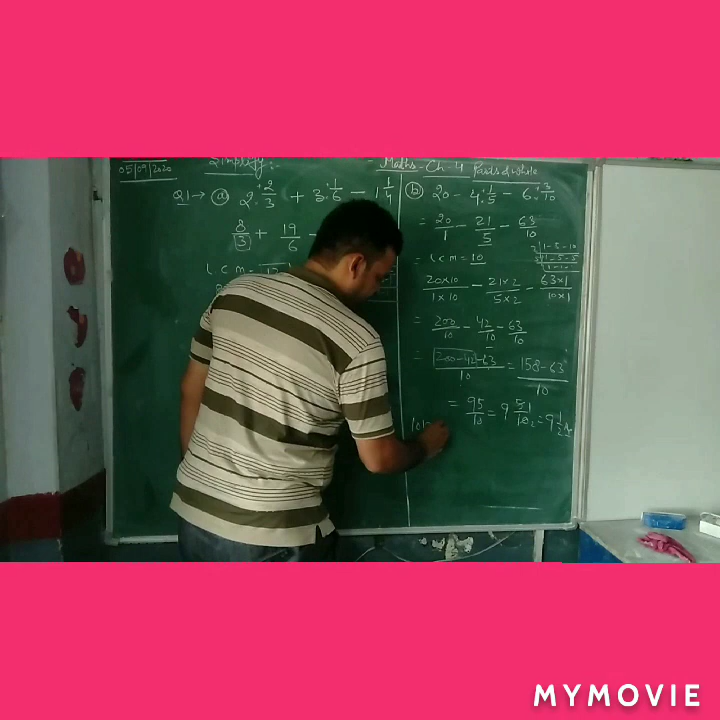 05/09/2020
Simplify:-
Maths - Ch-4 Parts of whole
Q1→ (a) 2 2/3 + 3 1/6 - 1 1/4
8/3 + 19/6 -
LCM = 12
(b) 20 - 4 1/5 - 6 3/10
= 20/1 - 21/5 - 63/10
= LCM = 10
20×10/1×10 - 21×2/5×2 - 63×1/10×1
= 200/10 - 42/10 - 63/10
= 200-42-63/10 = 158-63/10
= 95/10 = 9 5/10 = 9 1/2 Ans
MYMOVIE